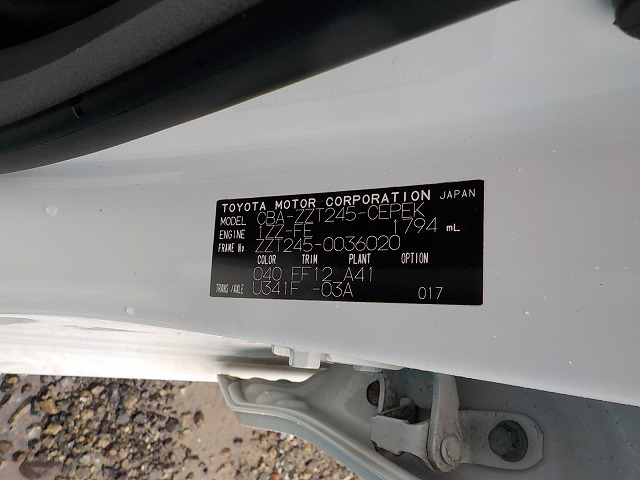 TOYOTA MOTOR CORPORATION JAPAN
MODEL CBA-ZZT245-CEPEK
ENGINE 1ZZ-FE 1794 mL
FRAME No. ZZT245-0036020
COLOR TRIM PLANT OPTION
040 FF12 A41
TRANS/AXLE U341F -03A 017